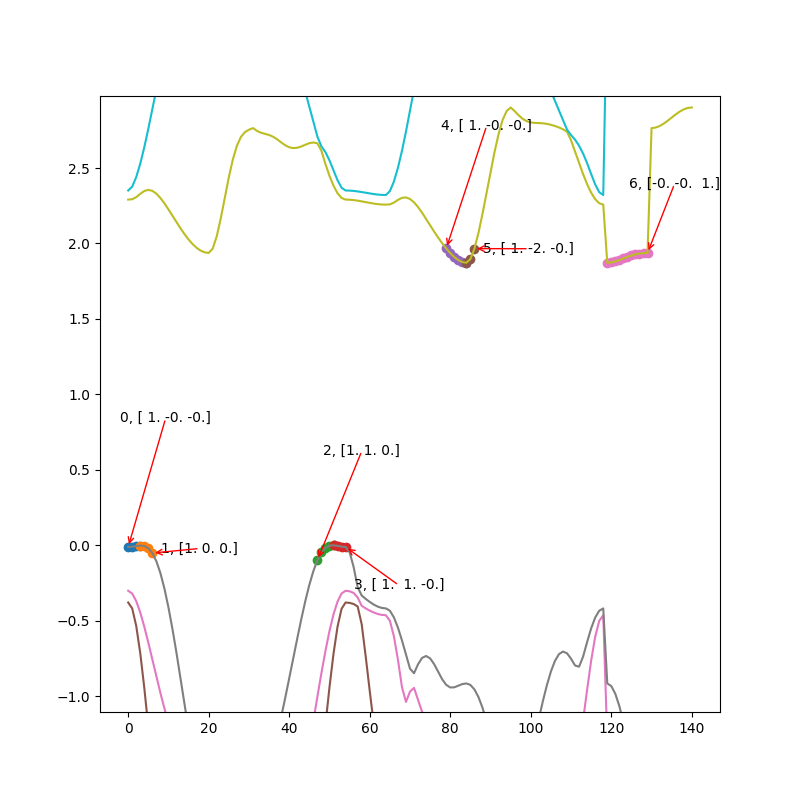 4, [ 1. -0. -0.]
2.5
6, [-0. -0.  1.]
2.0
5, [ 1. -2. -0.]
1.5
1.0
0, [ 1. -0. -0.]
0.5
2, [1. 1. 0.]
0.0
1, [1. 0. 0.]
3, [ 1.  1. -0.]
−0.5
−1.0
0 20 40 60 80 100 120 140